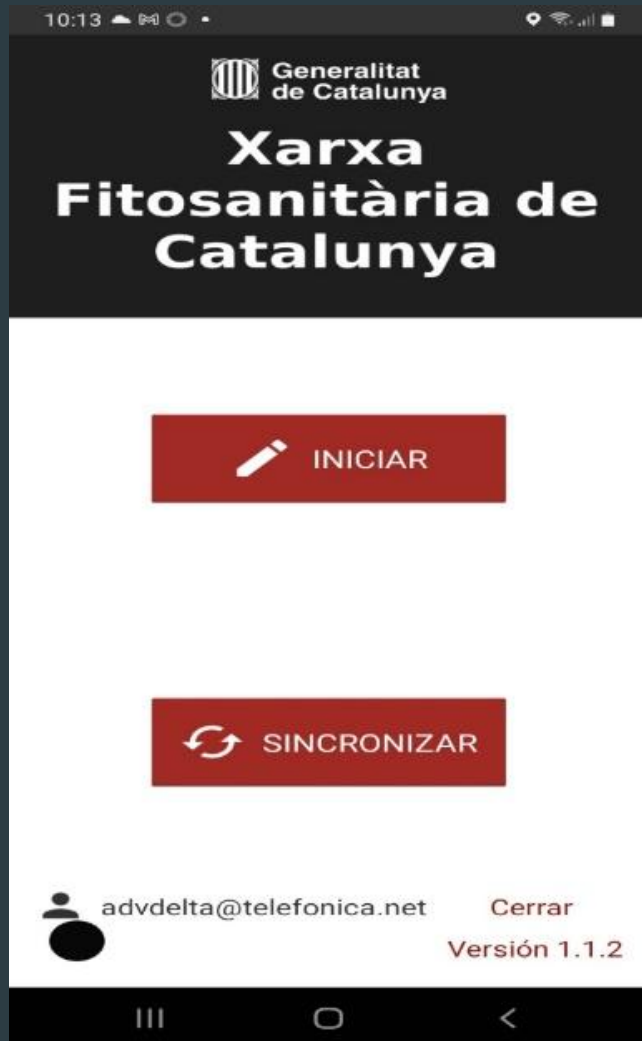 10:13
Generalitat
de Catalunya
Xarxa
Fitosanitària de
Catalunya
INICIAR
SINCRONIZAR
advdelta@telefonica.net Cerrar
Versión 1.1.2